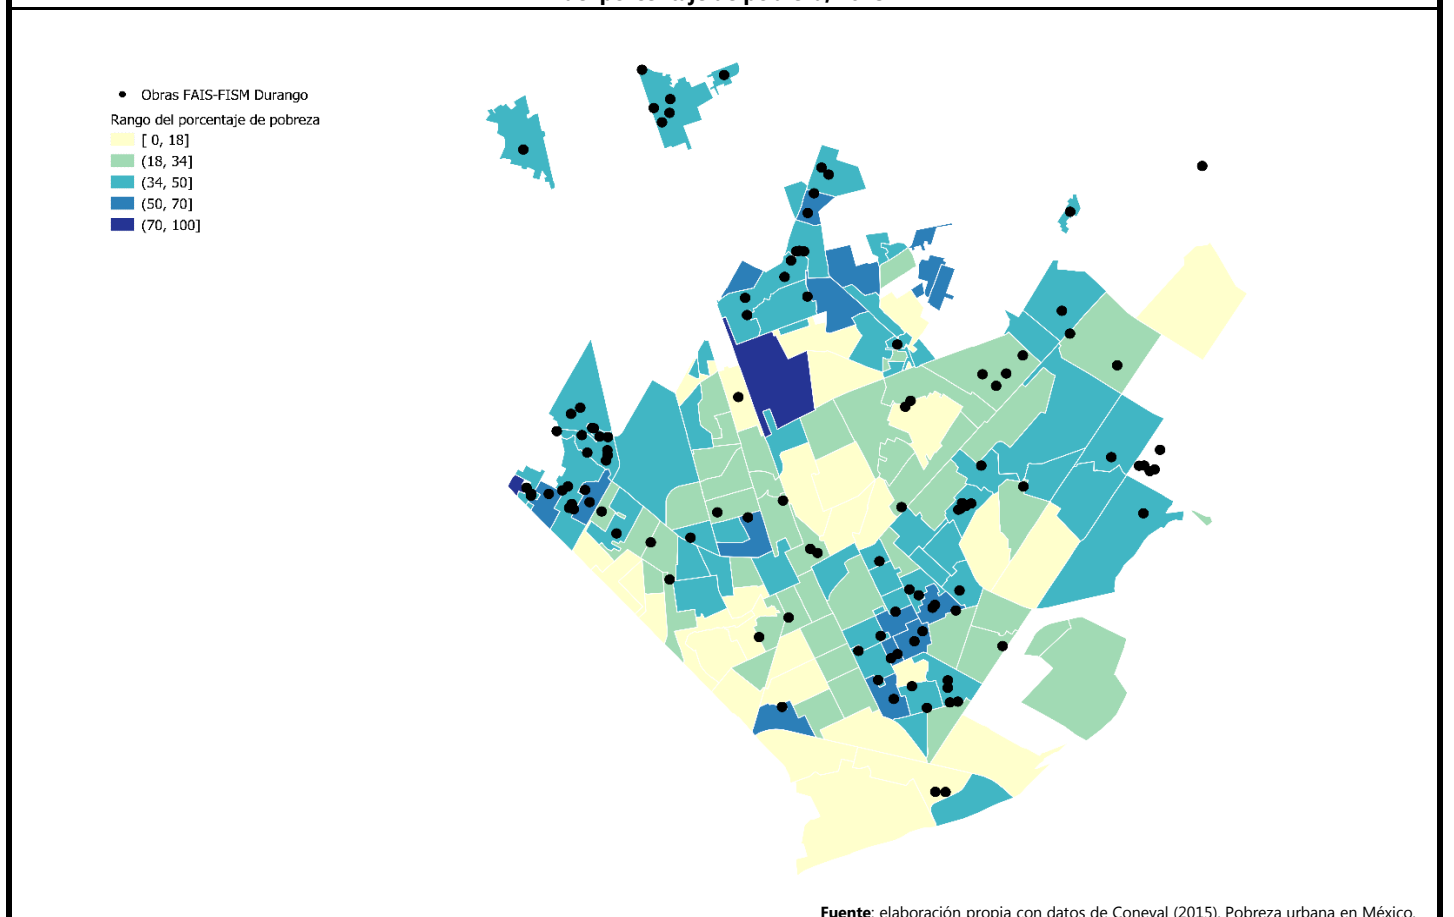 Obras FAIS-FISM Durango
Rango del porcentaje de pobreza
[ 0, 18]
(18, 34]
(34, 50]
(50, 70]
(70, 100]
Fuente: elaboración propia con datos de Coneval (2015). Pobreza urbana en México.